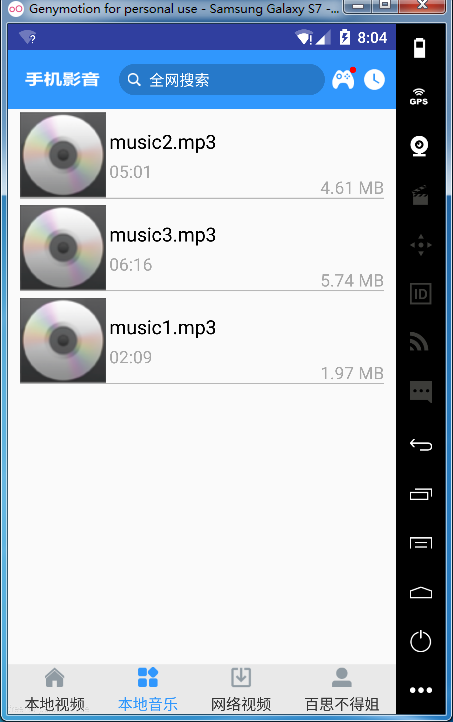 Genymotion for personal use - Samsung Galaxy S7 -...
8:04
手机影音
全网搜索
GPS
music2.mp3
05:01
4.61 MB
music3.mp3
06:16
5.74 MB
ID
music1.mp3
02:09
1.97 MB
本地视频
本地音乐
网络视频
百思不得姐